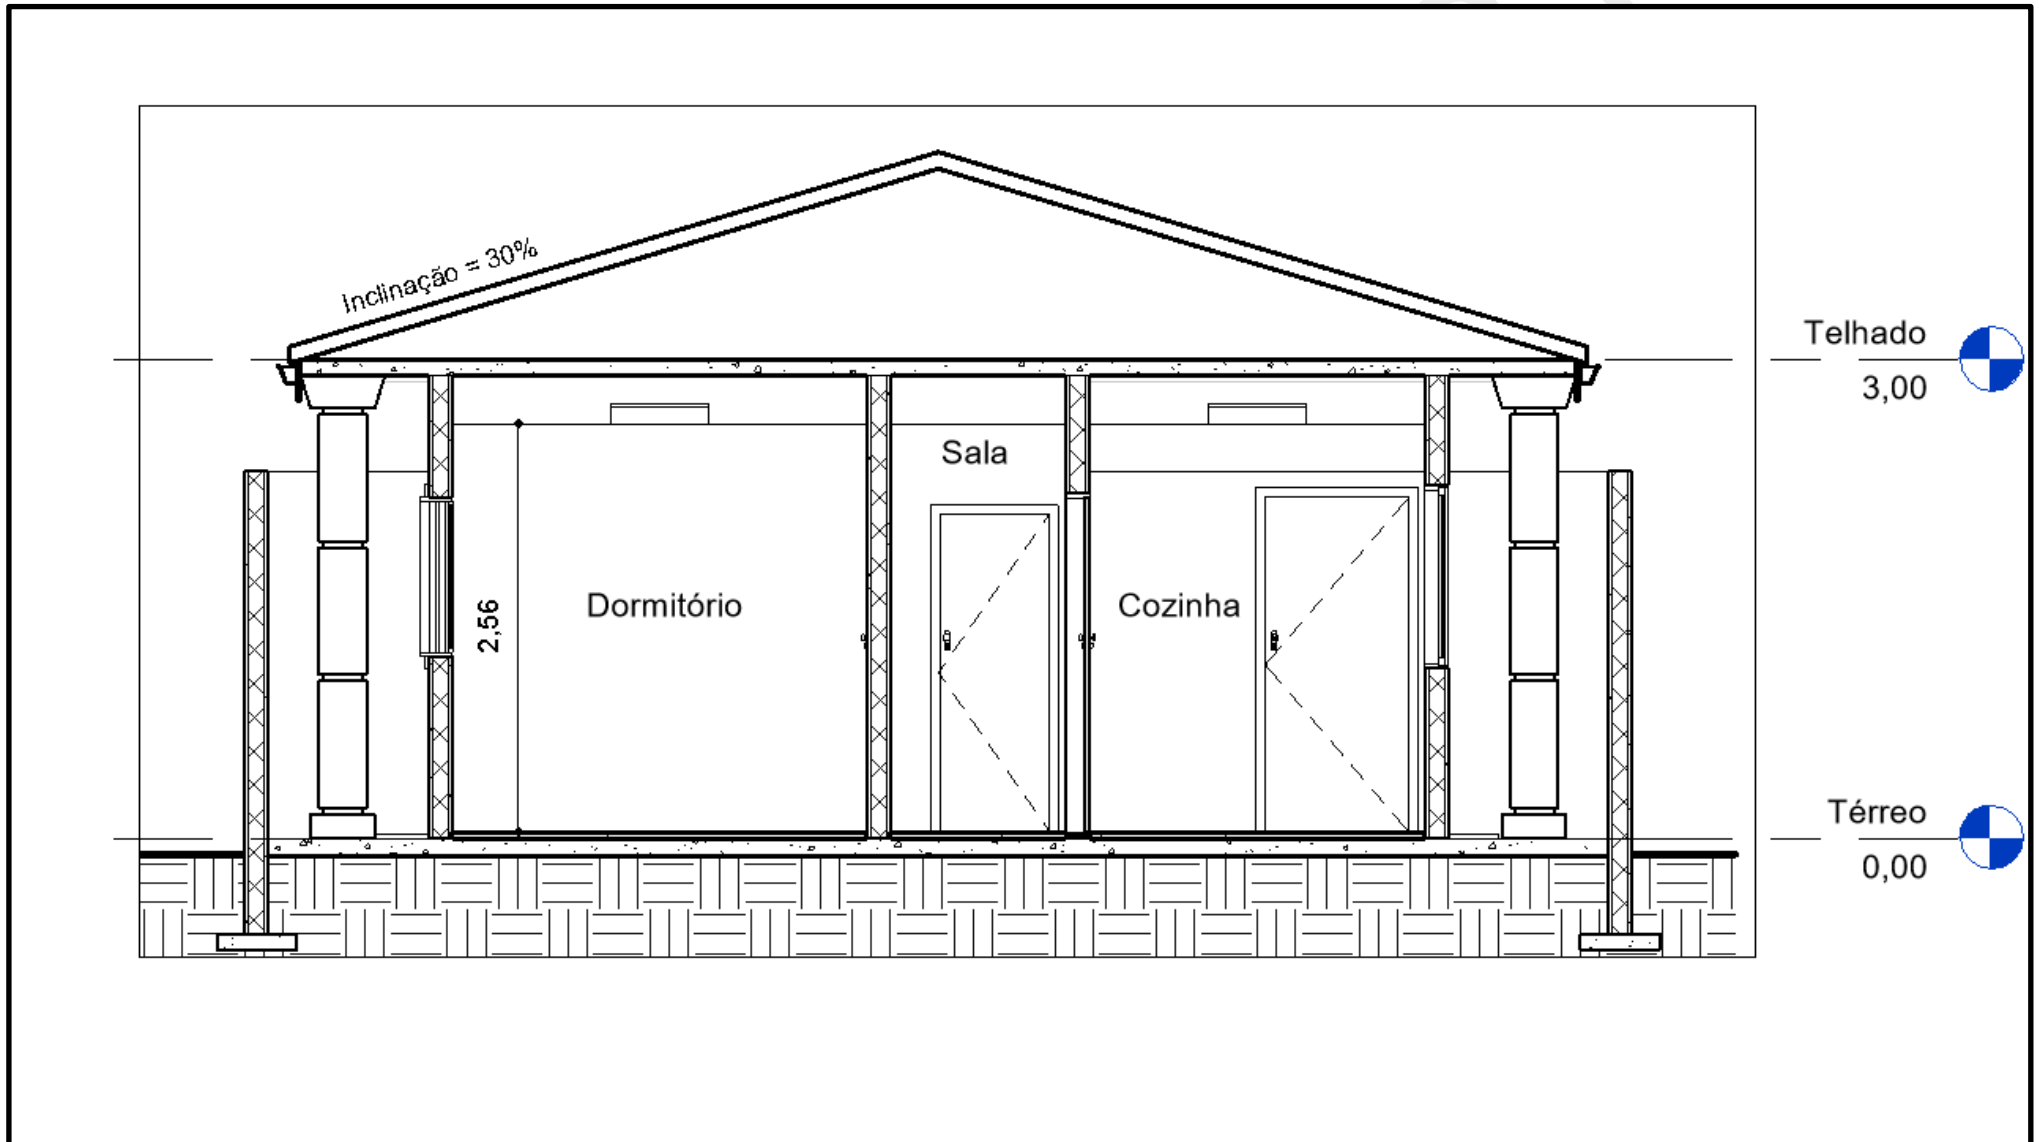 Inclinação = 30%
Telhado
3,00
Sala
2,56
Dormitório
Cozinha
Térreo
0,00